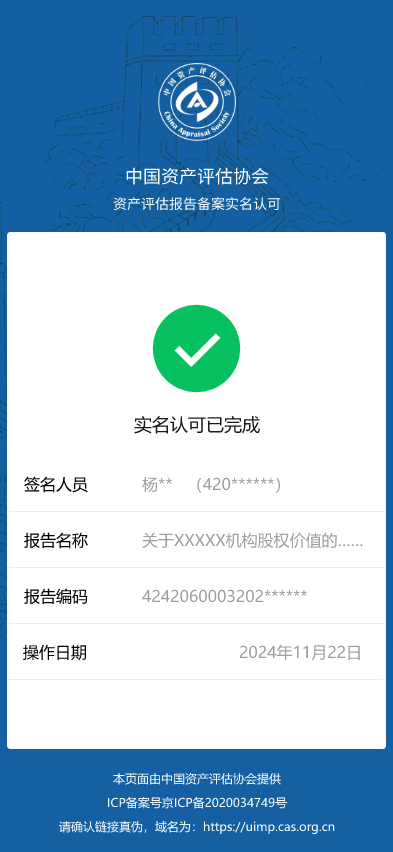 中国资产评估协会
China Appraisal Society
中国资产评估协会
资产评估报告备案实名认可
实名认可已完成
签名人员 杨** （420******）
报告名称 关于XXXXX机构股权价值的......
报告编码 4242060003202******
操作日期 2024年11月22日
本页面由中国资产评估协会提供
ICP备案号京ICP备2020034749号
请确认链接真伪，域名为：https://uimp.cas.org.cn